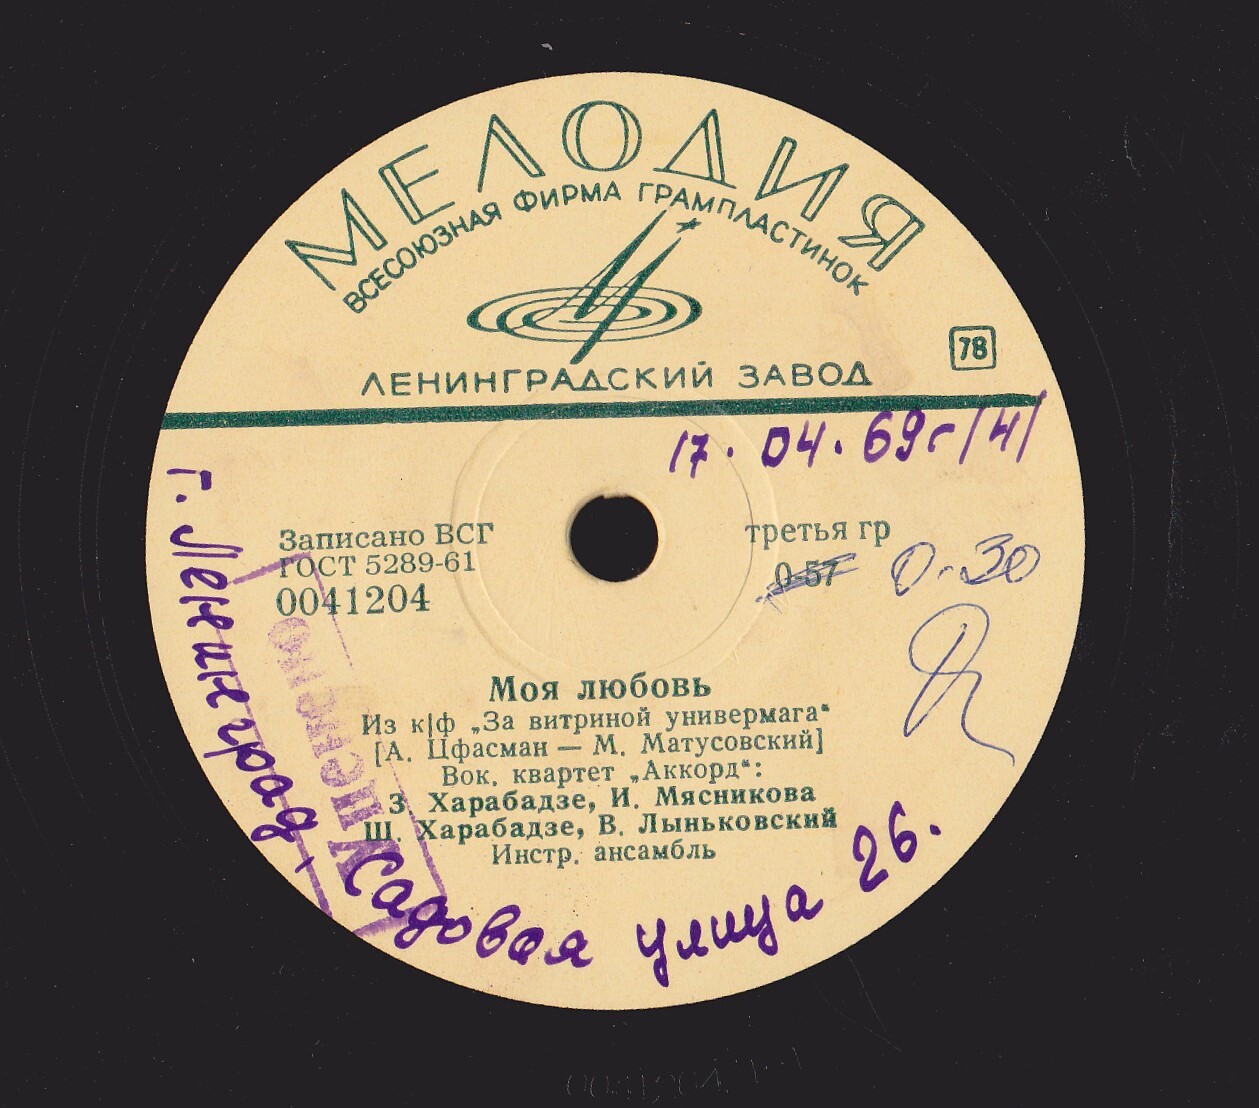 МЕЛОДИЯ
ВСЕСОЮЗНАЯ ФИРМА ГРАМПЛАСТИНОК
ЛЕНИНГРАДСКИЙ ЗАВОД
78
17.04.69г /Н/
Записано ВСГ
ГОСТ 5289-61
0041204
третья гр
0-57
0-30
Моя любовь
Из к|ф „За витриной универмага“
[А. Цфасман — М. Матусовский]
Вок. квартет „Аккорд“:
З. Харабадзе, И. Мясникова
Ш. Харабадзе, В. Лыньковский
Инстр. ансамбль
Уценено
г. Ленинград, Садовая улица 26.